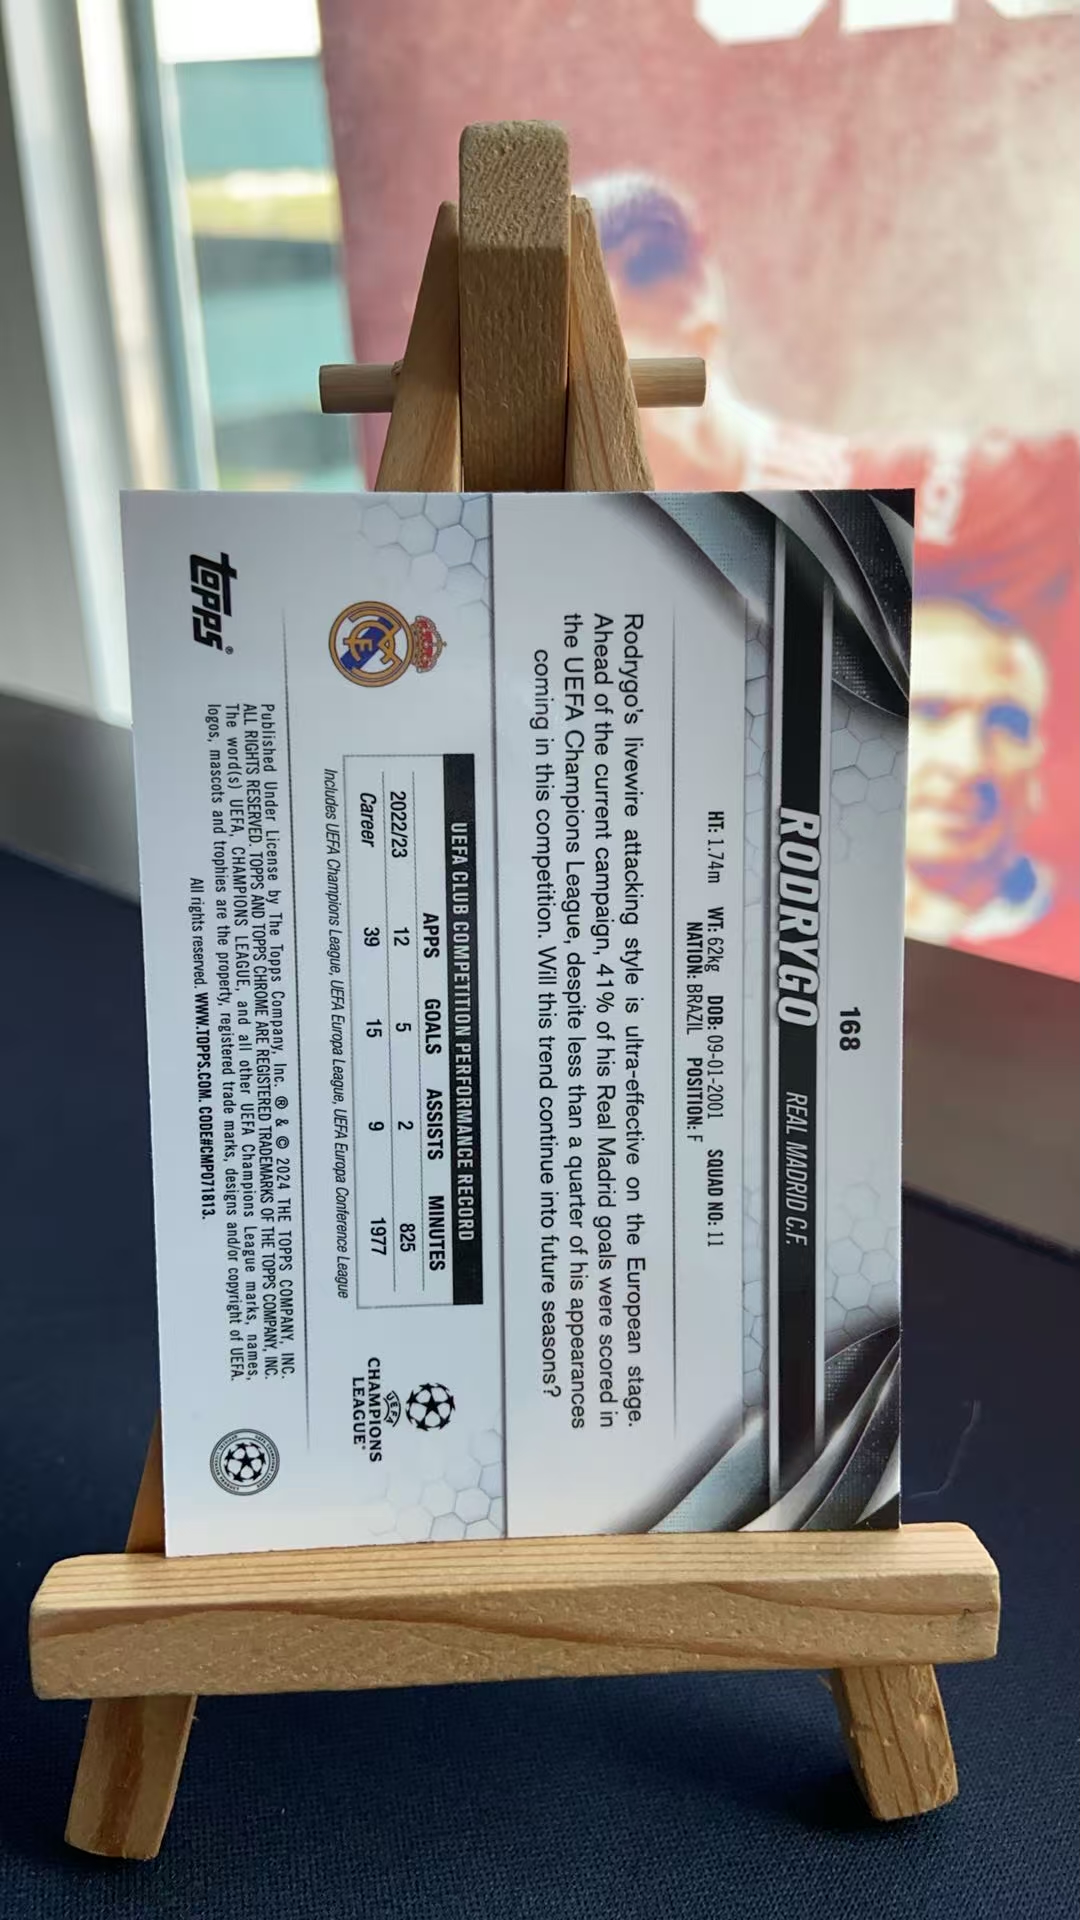 168
RODRYGO REAL MADRID C.F.
HT: 1.74m WT: 62kg DOB: 09-01-2001 SQUAD NO: 11
NATION: BRAZIL POSITION: F
Rodrygo's livewire attacking style is ultra-effective on the European stage.
Ahead of the current campaign, 41% of his Real Madrid goals were scored in
the UEFA Champions League, despite less than a quarter of his appearances
coming in this competition. Will this trend continue into future seasons?
UEFA CLUB COMPETITION PERFORMANCE RECORD
APPS GOALS ASSISTS MINUTES
2022/23 12 5 2 825
Career 39 15 9 1977
Includes UEFA Champions League, UEFA Europa League, UEFA Europa Conference League
UEFA
CHAMPIONS
LEAGUE®
topps®
Published Under License by The Topps Company, Inc. ® & © 2024 THE TOPPS COMPANY, INC.
ALL RIGHTS RESERVED. TOPPS AND TOPPS CHROME ARE REGISTERED TRADEMARKS OF THE TOPPS COMPANY, INC.
The word(s) UEFA, CHAMPIONS LEAGUE, and all other UEFA Champions League marks, names,
logos, mascots and trophies are the property, registered trade marks, designs and/or copyright of UEFA.
All rights reserved. WWW.TOPPS.COM. CODE#CMP071813.